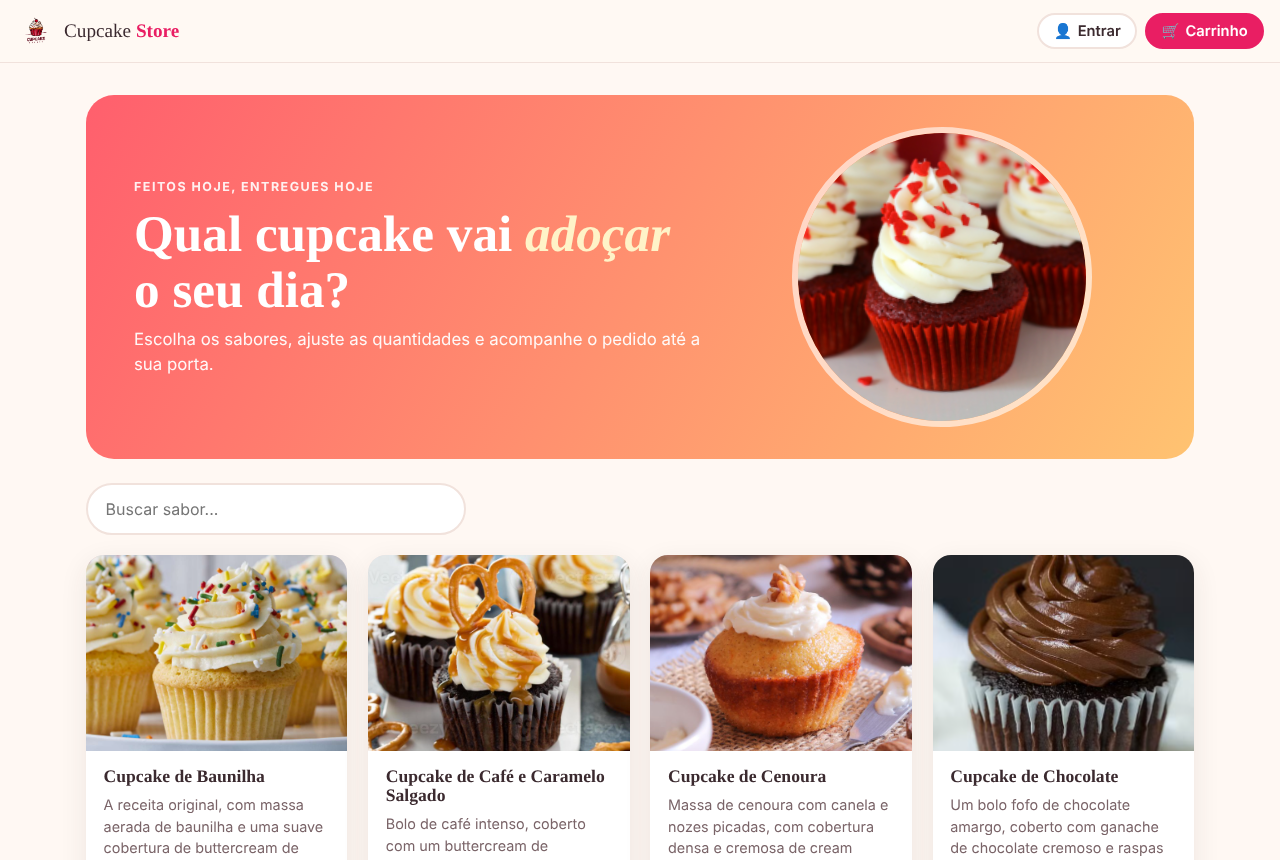 CUPCAKE
Cupcake Store
👤 Entrar
🛒 Carrinho
FEITOS HOJE, ENTREGUES HOJE
Qual cupcake vai adoçar
o seu dia?
Escolha os sabores, ajuste as quantidades e acompanhe o pedido até a
sua porta.
Buscar sabor...
Cupcake de Baunilha
A receita original, com massa
aerada de baunilha e uma suave
cobertura de buttercream de
Cupcake de Café e Caramelo
Salgado
Bolo de café intenso, coberto
com um buttercream de
Cupcake de Cenoura
Massa de cenoura com canela e
nozes picadas, com cobertura
densa e cremosa de cream
Cupcake de Chocolate
Um bolo fofo de chocolate
amargo, coberto com ganache
de chocolate cremoso e raspas